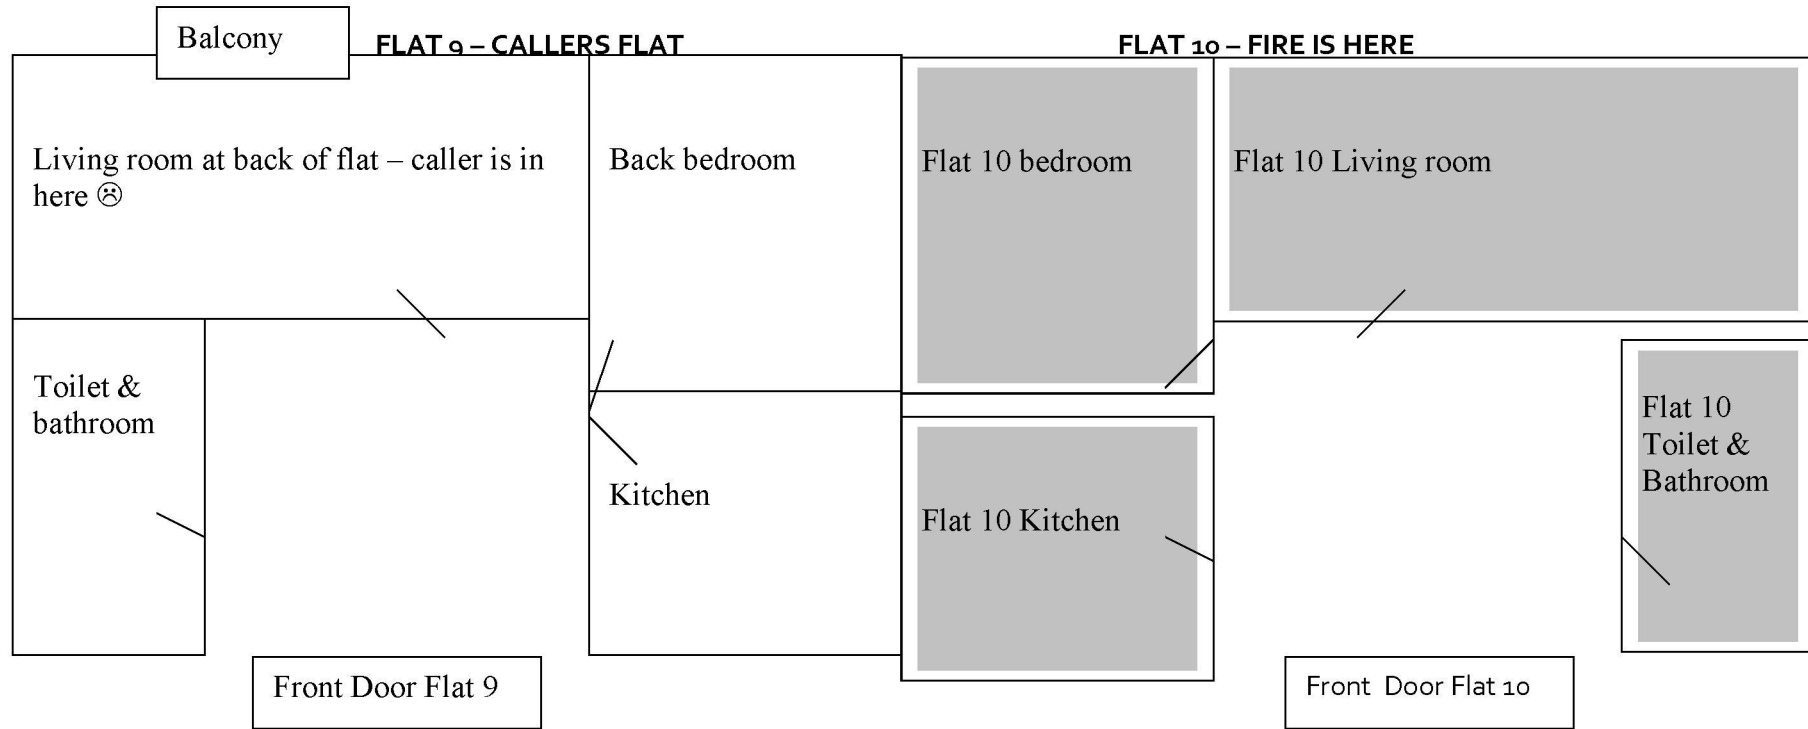 Balcony
FLAT 9 – CALLERS FLAT
FLAT 10 – FIRE IS HERE
Living room at back of flat – caller is in
here ☹
Back bedroom
Flat 10 bedroom
Flat 10 Living room
Toilet &
bathroom
Kitchen
Flat 10 Kitchen
Flat 10
Toilet &
Bathroom
Front Door Flat 9
Front Door Flat 10